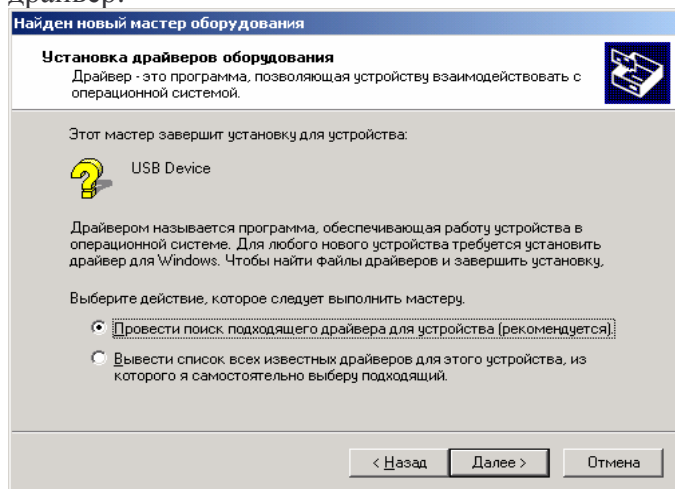 драйвер.
Найден новый мастер оборудования
Установка драйверов оборудования
Драйвер - это программа, позволяющая устройству взаимодействовать с
операционной системой.
Этот мастер завершит установку для устройства:
USB Device
Драйвером называется программа, обеспечивающая работу устройства в
операционной системе. Для любого нового устройства требуется установить
драйвер для Windows. Чтобы найти файлы драйверов и завершить установку,
Выберите действие, которое следует выполнить мастеру.
Провести поиск подходящего драйвера для устройства (рекомендуется).
Вывести список всех известных драйверов для этого устройства, из
которого я самостоятельно выберу подходящий.
< Назад Далее > Отмена